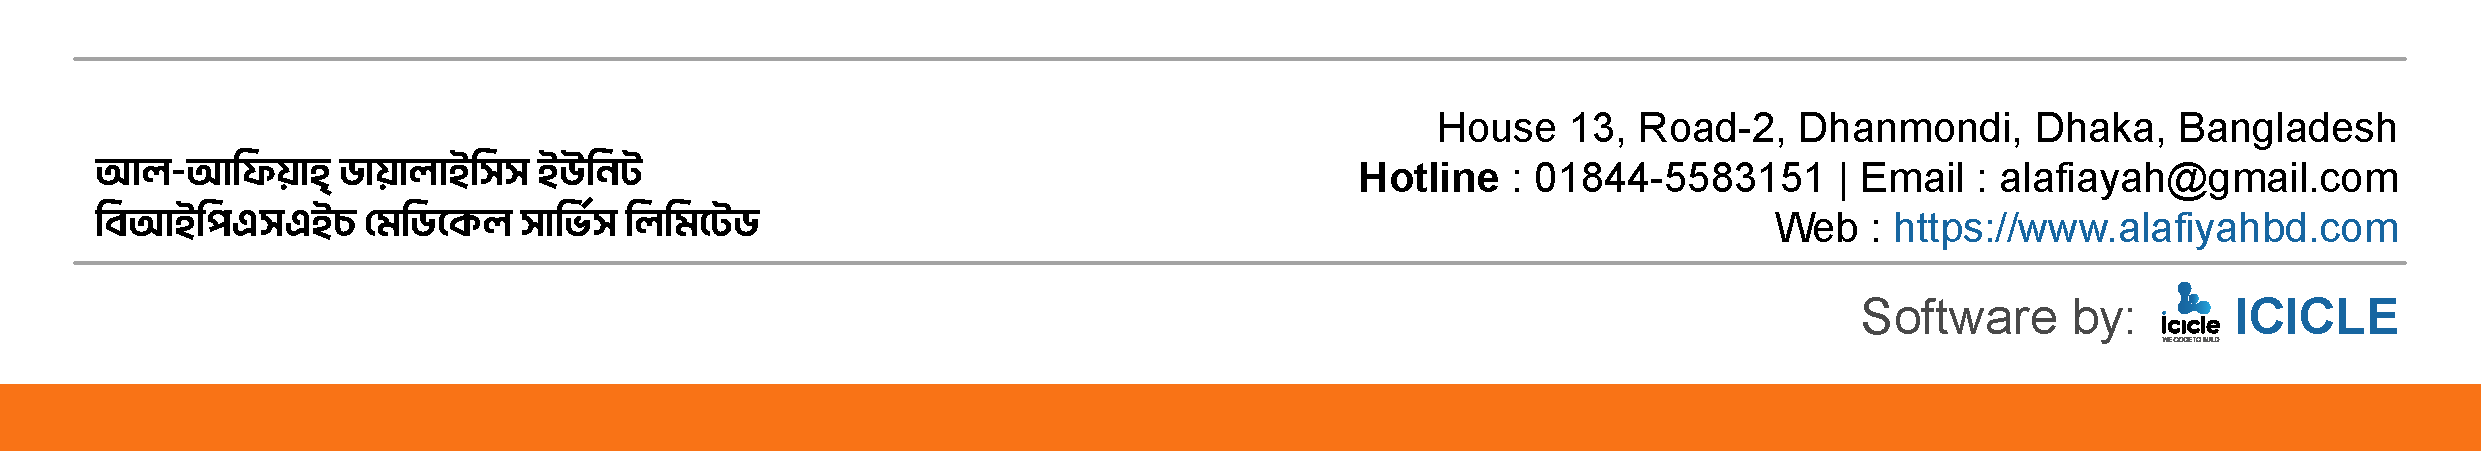 আল-আফিয়াহ্ ডায়ালাইসিস ইউনিট
বিআইপিএসএইচ মেডিকেল সার্ভিস লিমিটেড
House 13, Road-2, Dhanmondi, Dhaka, Bangladesh
Hotline : 01844-5583151 | Email : alafiayah@gmail.com
Web : https://www.alafiyahbd.com
Software by: icicle ICICLE
WE CODE TO BUILD